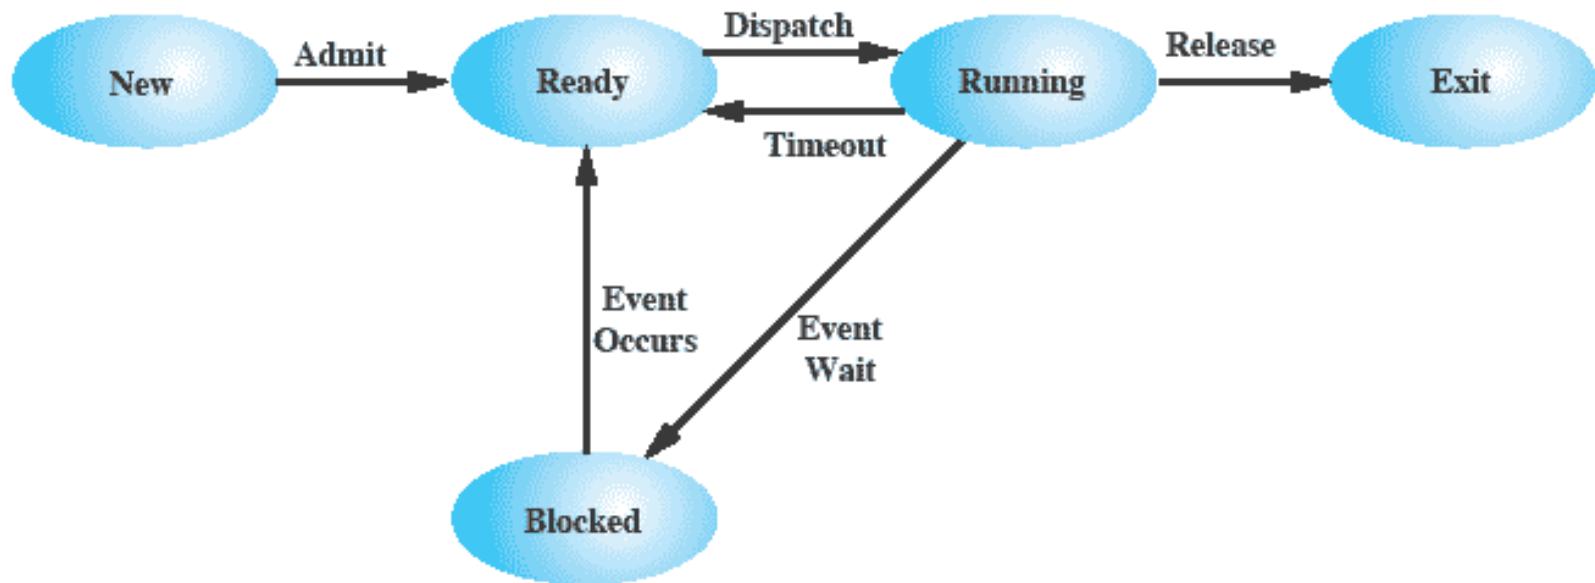 Dispatch
Release
Admit
New
Ready
Running
Exit
Timeout
Event
Occurs
Event
Wait
Blocked